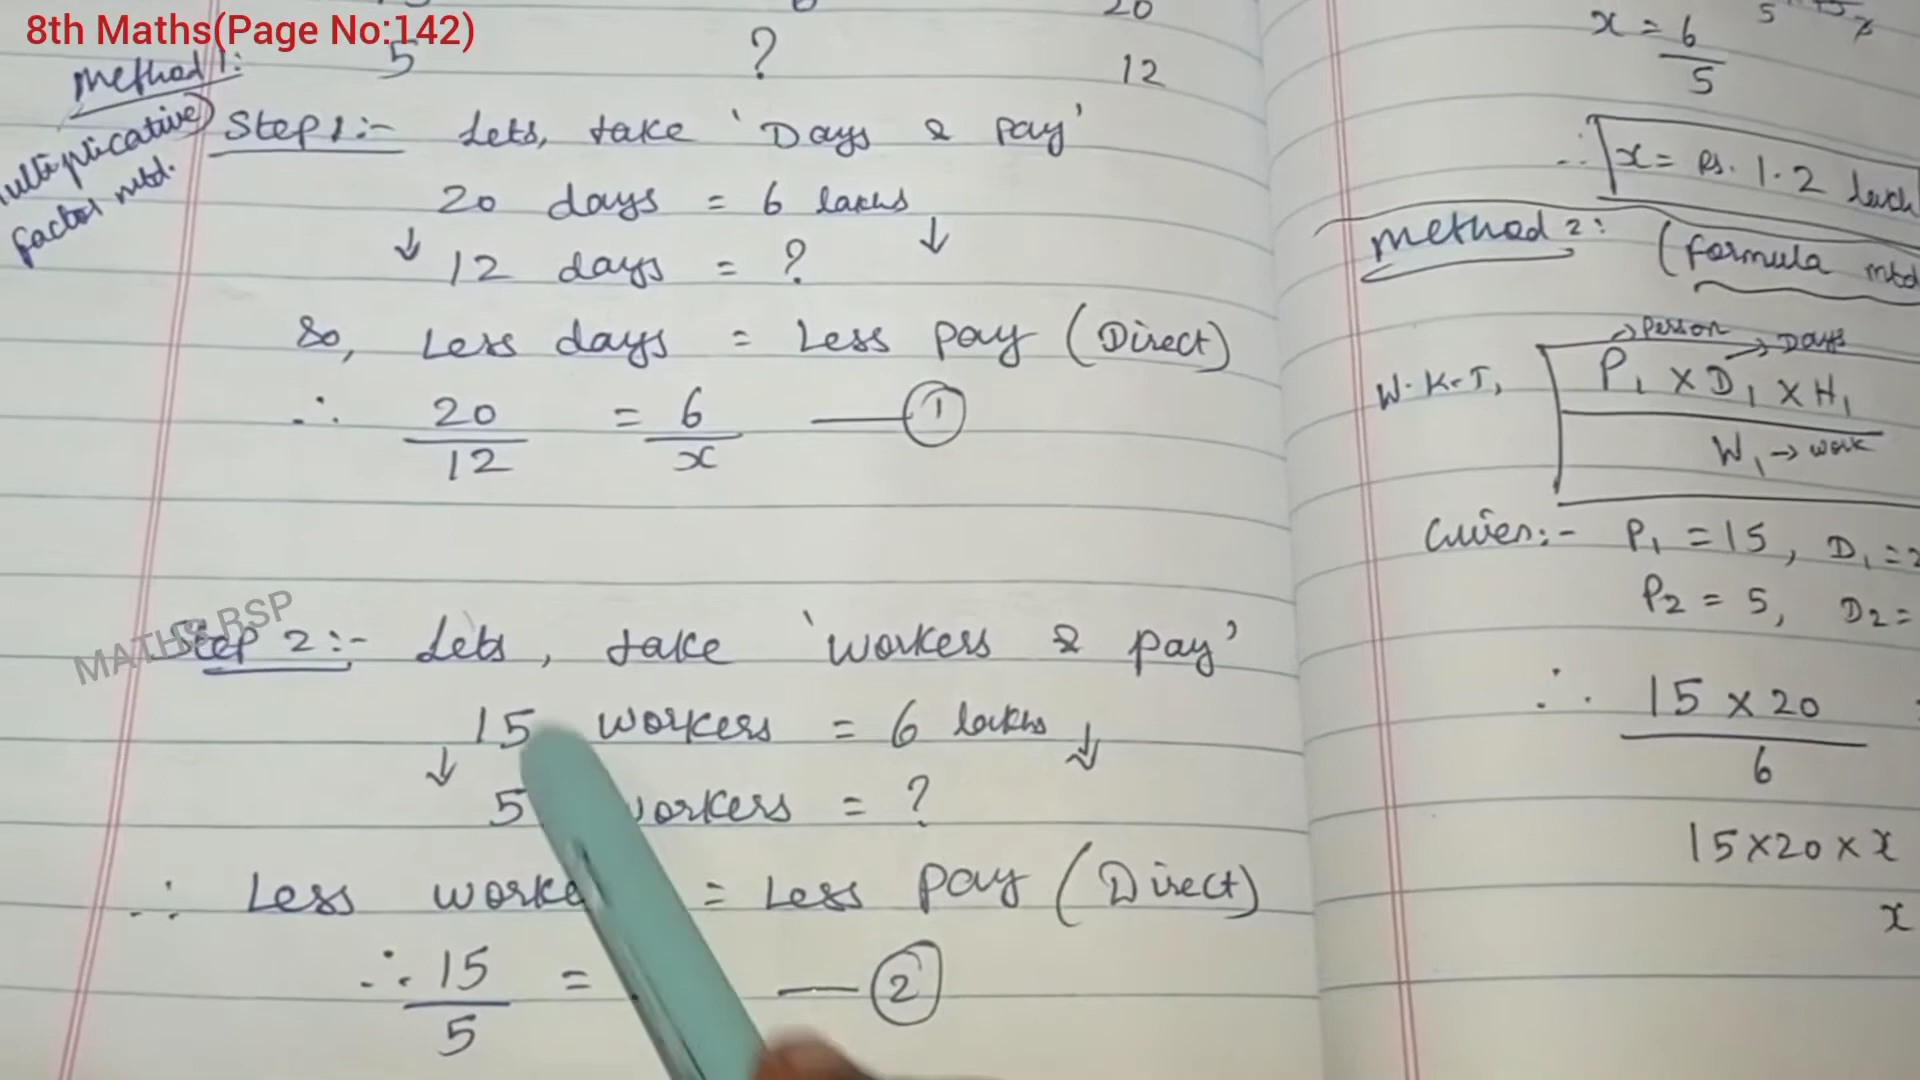 8th Maths(Page No:142)
20
5 ? 12
Method 1:
factor mtd.
Step 1:- Lets, take 'Days & pay'
20 days = 6 lakhs
↓ 12 days = ? ↓
So, Less days = Less pay (Direct)
∴ 20/12 = 6/x —— ①
MATHS RSP
Step 2:- Lets, take 'workers & pay'
15 workers = 6 lakhs
↓ 5 workers = ? ↓
∴ Less = Less pay (Direct)
∴ 15/5 = —— ②
x = 6/5
∴ x = Rs. 1.2
Method 2: (formula mtd
→ Person → Days
W.K.T, P₁ × D₁ × H₁
W₁ → work
Given:- P₁ = 15, D₁ =
P₂ = 5, D₂ =
∴ 15 × 20
6
15×20×x
x